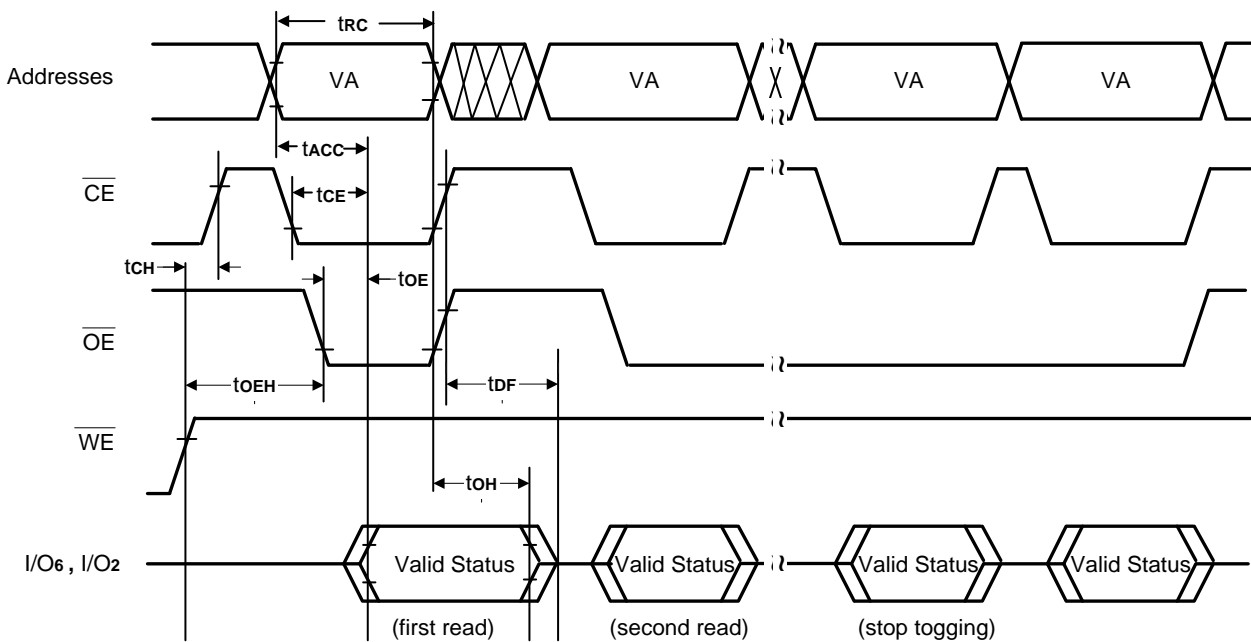 tRC
Addresses VA VA VA VA
tACC
CE tCE
tCH tOE
OE
tOEH tDF
WE
tOH
I/O6 , I/O2 Valid Status Valid Status Valid Status Valid Status
(first read) (second read) (stop togging)